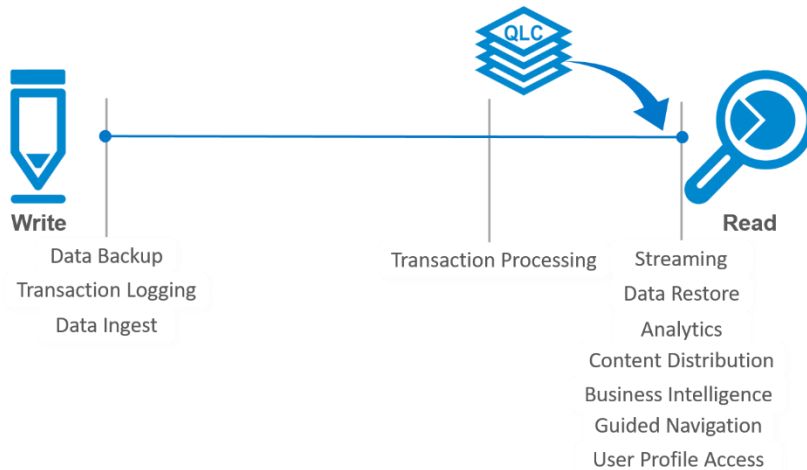 QLC
Write
Read
Data Backup
Transaction Logging
Data Ingest
Transaction Processing
Streaming
Data Restore
Analytics
Content Distribution
Business Intelligence
Guided Navigation
User Profile Access